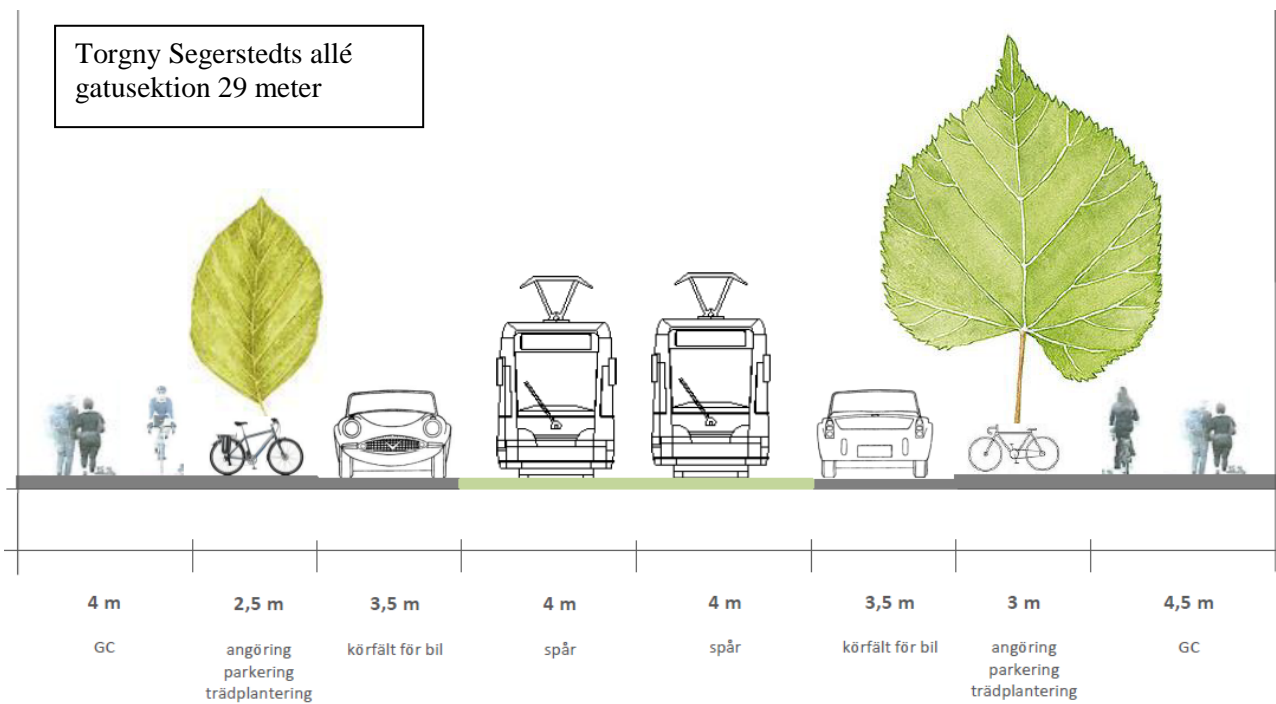 Torgny Segerstedts allé
gatusektion 29 meter
4 m
2,5 m
3,5 m
4 m
4 m
3,5 m
3 m
4,5 m
GC
angöring
parkering
trädplantering
körfält för bil
spår
spår
körfält för bil
angöring
parkering
trädplantering
GC